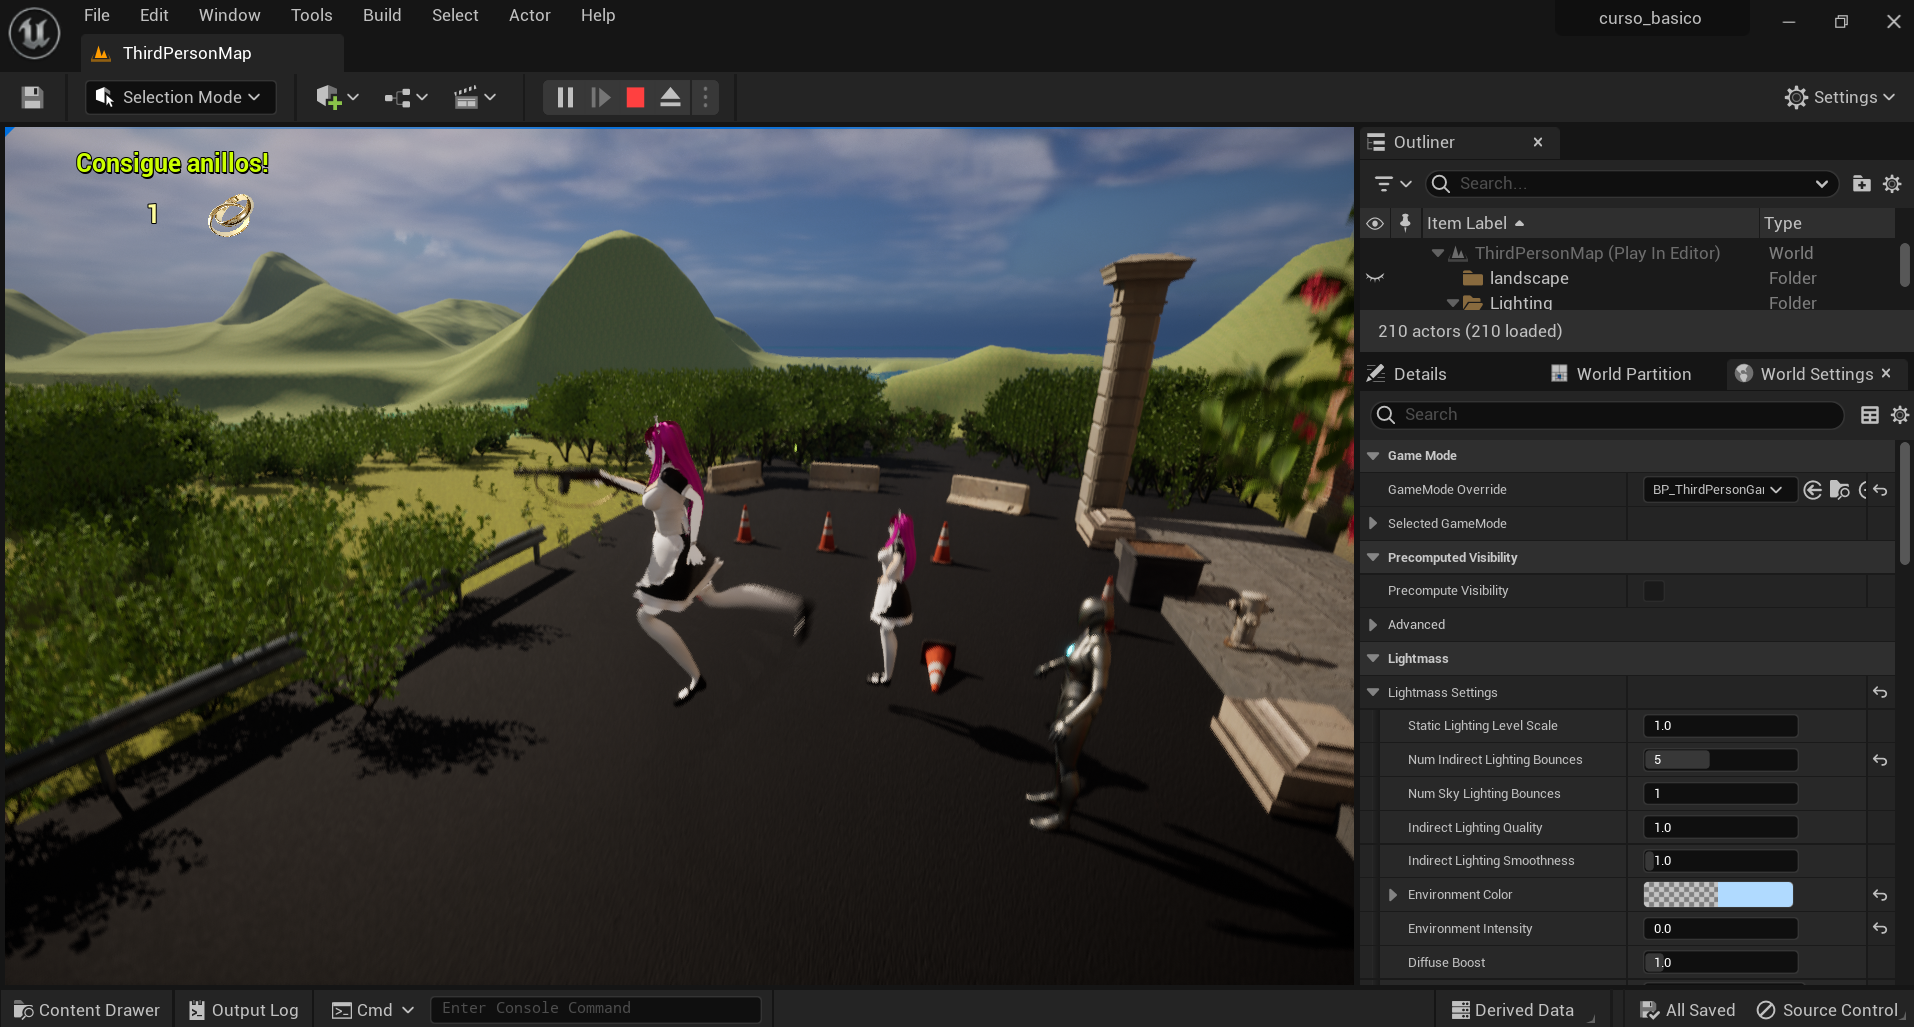 File Edit Window Tools Build Select Actor Help
curso_basico
ThirdPersonMap
Selection Mode
Settings
Consigue anillos!
1
Outliner
Search...
Item Label Type
ThirdPersonMap (Play In Editor) World
landscape Folder
Lighting Folder
210 actors (210 loaded)
Details World Partition World Settings
Search
Game Mode
GameMode Override BP_ThirdPersonGa
Selected GameMode
Precomputed Visibility
Precompute Visibility
Advanced
Lightmass
Lightmass Settings
Static Lighting Level Scale 1.0
Num Indirect Lighting Bounces 5
Num Sky Lighting Bounces 1
Indirect Lighting Quality 1.0
Indirect Lighting Smoothness 1.0
Environment Color
Environment Intensity 0.0
Diffuse Boost 1.0
Content Drawer Output Log Cmd Enter Console Command Derived Data All Saved Source Control